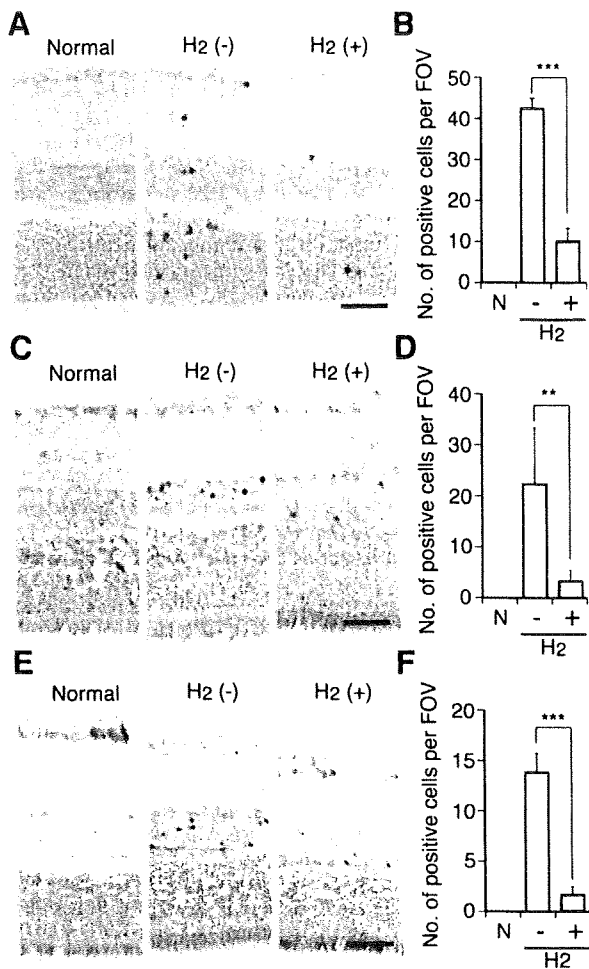 A
Normal
H2 (-)
H2 (+)
B
No. of positive cells per FOV
50
40
30
20
10
0
***
N
-
+
H2
C
Normal
H2 (-)
H2 (+)
D
No. of positive cells per FOV
40
30
20
10
0
**
N
-
+
H2
E
Normal
H2 (-)
H2 (+)
F
No. of positive cells per FOV
20
15
10
5
0
***
N
-
+
H2